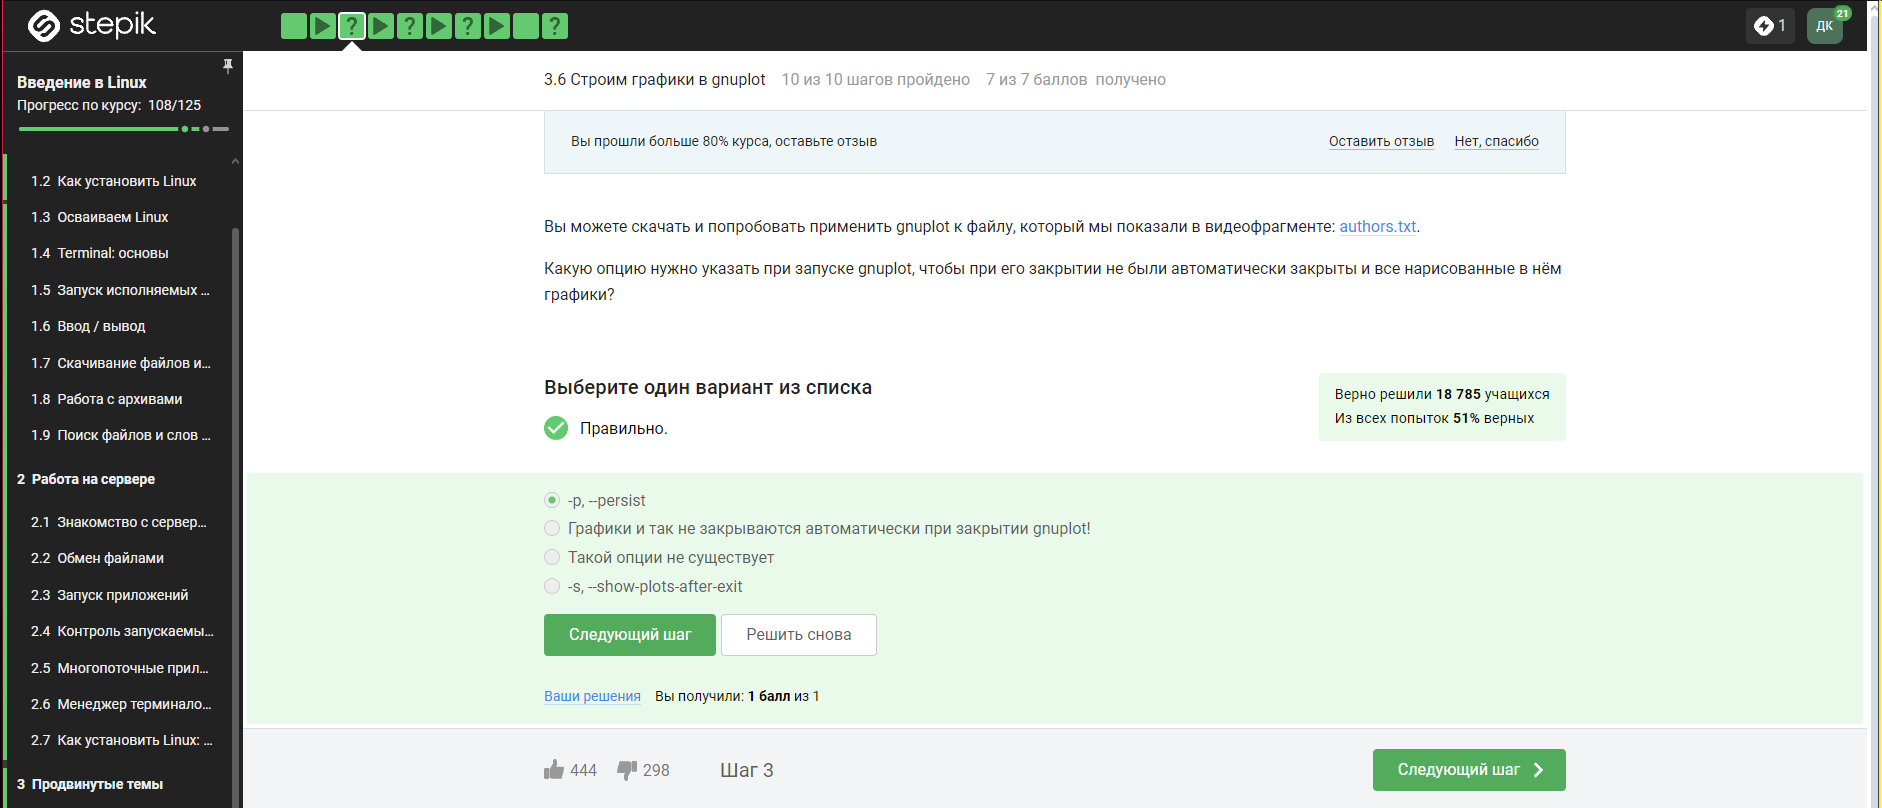 stepik
? ? ? ?
1
ДК
21
Введение в Linux
Прогресс по курсу: 108/125
1.2 Как установить Linux
1.3 Осваиваем Linux
1.4 Terminal: основы
1.5 Запуск исполняемых ...
1.6 Ввод / вывод
1.7 Скачивание файлов и...
1.8 Работа с архивами
1.9 Поиск файлов и слов ...
2 Работа на сервере
2.1 Знакомство с сервер...
2.2 Обмен файлами
2.3 Запуск приложений
2.4 Контроль запускаемы...
2.5 Многопоточные прил...
2.6 Менеджер терминало...
2.7 Как установить Linux: ...
3 Продвинутые темы
3.6 Строим графики в gnuplot 10 из 10 шагов пройдено 7 из 7 баллов получено
Вы прошли больше 80% курса, оставьте отзыв
Оставить отзыв Нет, спасибо
Вы можете скачать и попробовать применить gnuplot к файлу, который мы показали в видеофрагменте: authors.txt.
Какую опцию нужно указать при запуске gnuplot, чтобы при его закрытии не были автоматически закрыты и все нарисованные в нём
графики?
Выберите один вариант из списка
Правильно.
Верно решили 18 785 учащихся
Из всех попыток 51% верных
-p, --persist
Графики и так не закрываются автоматически при закрытии gnuplot!
Такой опции не существует
-s, --show-plots-after-exit
Следующий шаг Решить снова
Ваши решения Вы получили: 1 балл из 1
444 298 Шаг 3
Следующий шаг